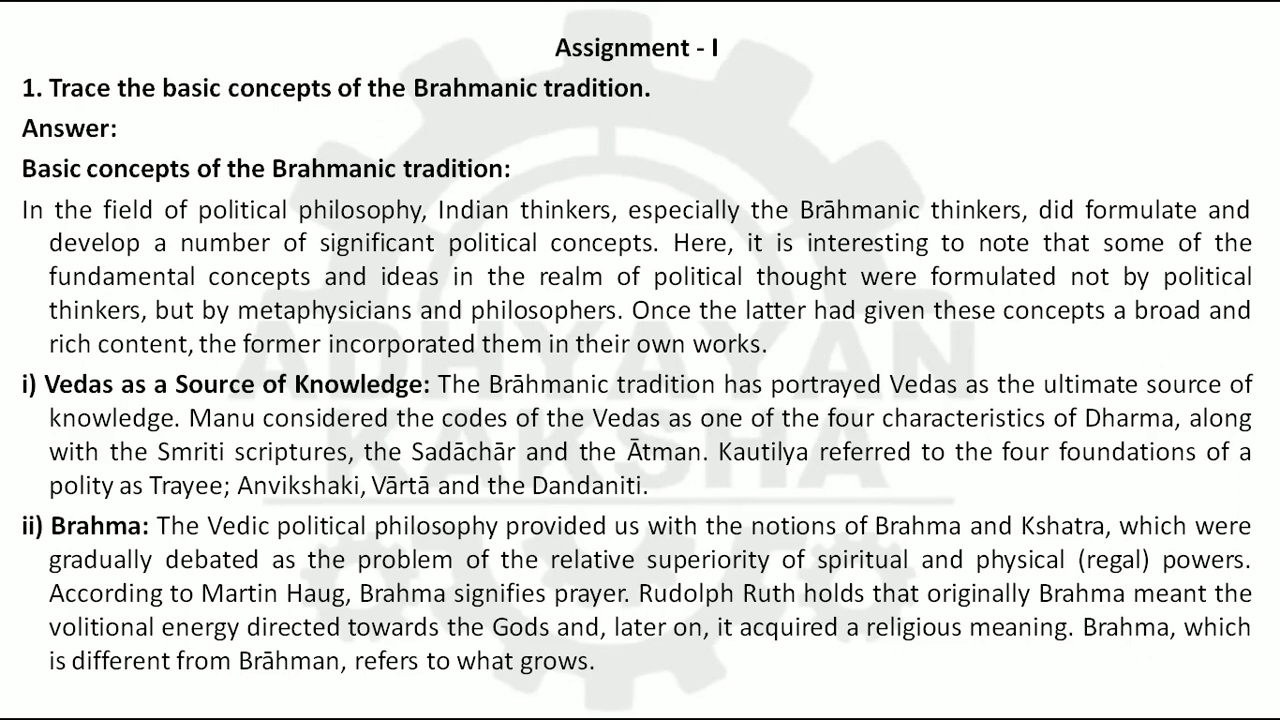 Assignment - I
1. Trace the basic concepts of the Brahmanic tradition.
Answer:
Basic concepts of the Brahmanic tradition:
In the field of political philosophy, Indian thinkers, especially the Brāhmanic thinkers, did formulate and
develop a number of significant political concepts. Here, it is interesting to note that some of the
fundamental concepts and ideas in the realm of political thought were formulated not by political
thinkers, but by metaphysicians and philosophers. Once the latter had given these concepts a broad and
rich content, the former incorporated them in their own works.
i) Vedas as a Source of Knowledge: The Brāhmanic tradition has portrayed Vedas as the ultimate source of
knowledge. Manu considered the codes of the Vedas as one of the four characteristics of Dharma, along
with the Smriti scriptures, the Sadāchār and the Ātman. Kautilya referred to the four foundations of a
polity as Trayee; Anvikshaki, Vārtā and the Dandaniti.
ii) Brahma: The Vedic political philosophy provided us with the notions of Brahma and Kshatra, which were
gradually debated as the problem of the relative superiority of spiritual and physical (regal) powers.
According to Martin Haug, Brahma signifies prayer. Rudolph Ruth holds that originally Brahma meant the
volitional energy directed towards the Gods and, later on, it acquired a religious meaning. Brahma, which
is different from Brāhman, refers to what grows.
ADHYAYAN
KAKSHA